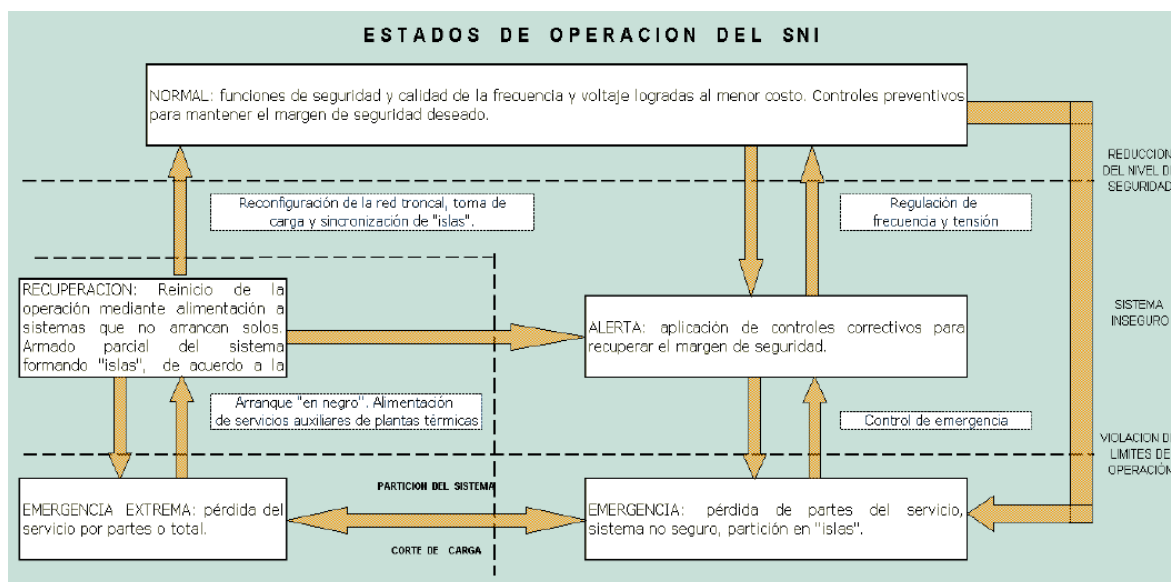 ESTADOS DE OPERACION DEL SNI
NORMAL: funciones de seguridad y calidad de la frecuencia y voltaje logradas al menor costo. Controles preventivos
para mantener el margen de seguridad deseado.
REDUCCION
DEL NIVEL DE
SEGURIDAD
Reconfiguración de la red troncal, toma de
carga y sincronización de "islas".
Regulación de
frecuencia y tensión
RECUPERACION: Reinicio de la
operación mediante alimentación a
sistemas que no arrancan solos.
Armado parcial del sistema
formando "islas", de acuerdo a la
ALERTA: aplicación de controles correctivos para
recuperar el margen de seguridad.
SISTEMA
INSEGURO
Arranque "en negro". Alimentación
de servicios auxiliares de plantas térmicas
Control de emergencia
VIOLACION DE
LIMITES DE
OPERACIÓN
EMERGENCIA EXTREMA: pérdida del
servicio por partes o total.
PARTICION DEL SISTEMA
CORTE DE CARGA
EMERGENCIA: pérdida de partes del servicio,
sistema no seguro, partición en "islas".